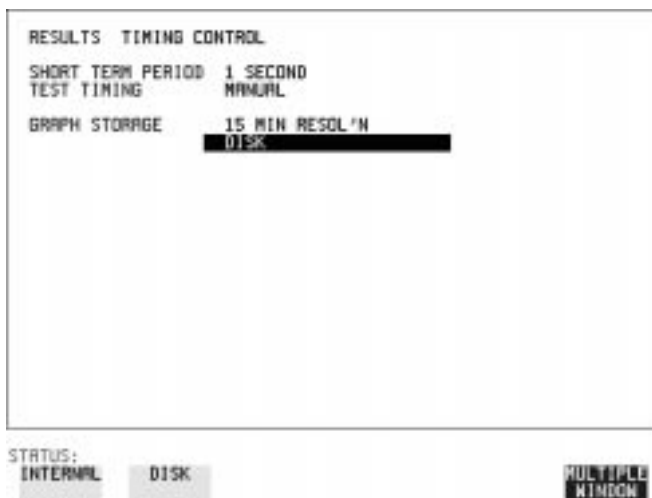 RESULTS TIMING CONTROL
SHORT TERM PERIOD 1 SECOND
TEST TIMING MANUAL
GRAPH STORAGE 15 MIN RESOL'N
DISK
STATUS:
INTERNAL DISK MULTIPLE
WINDOW